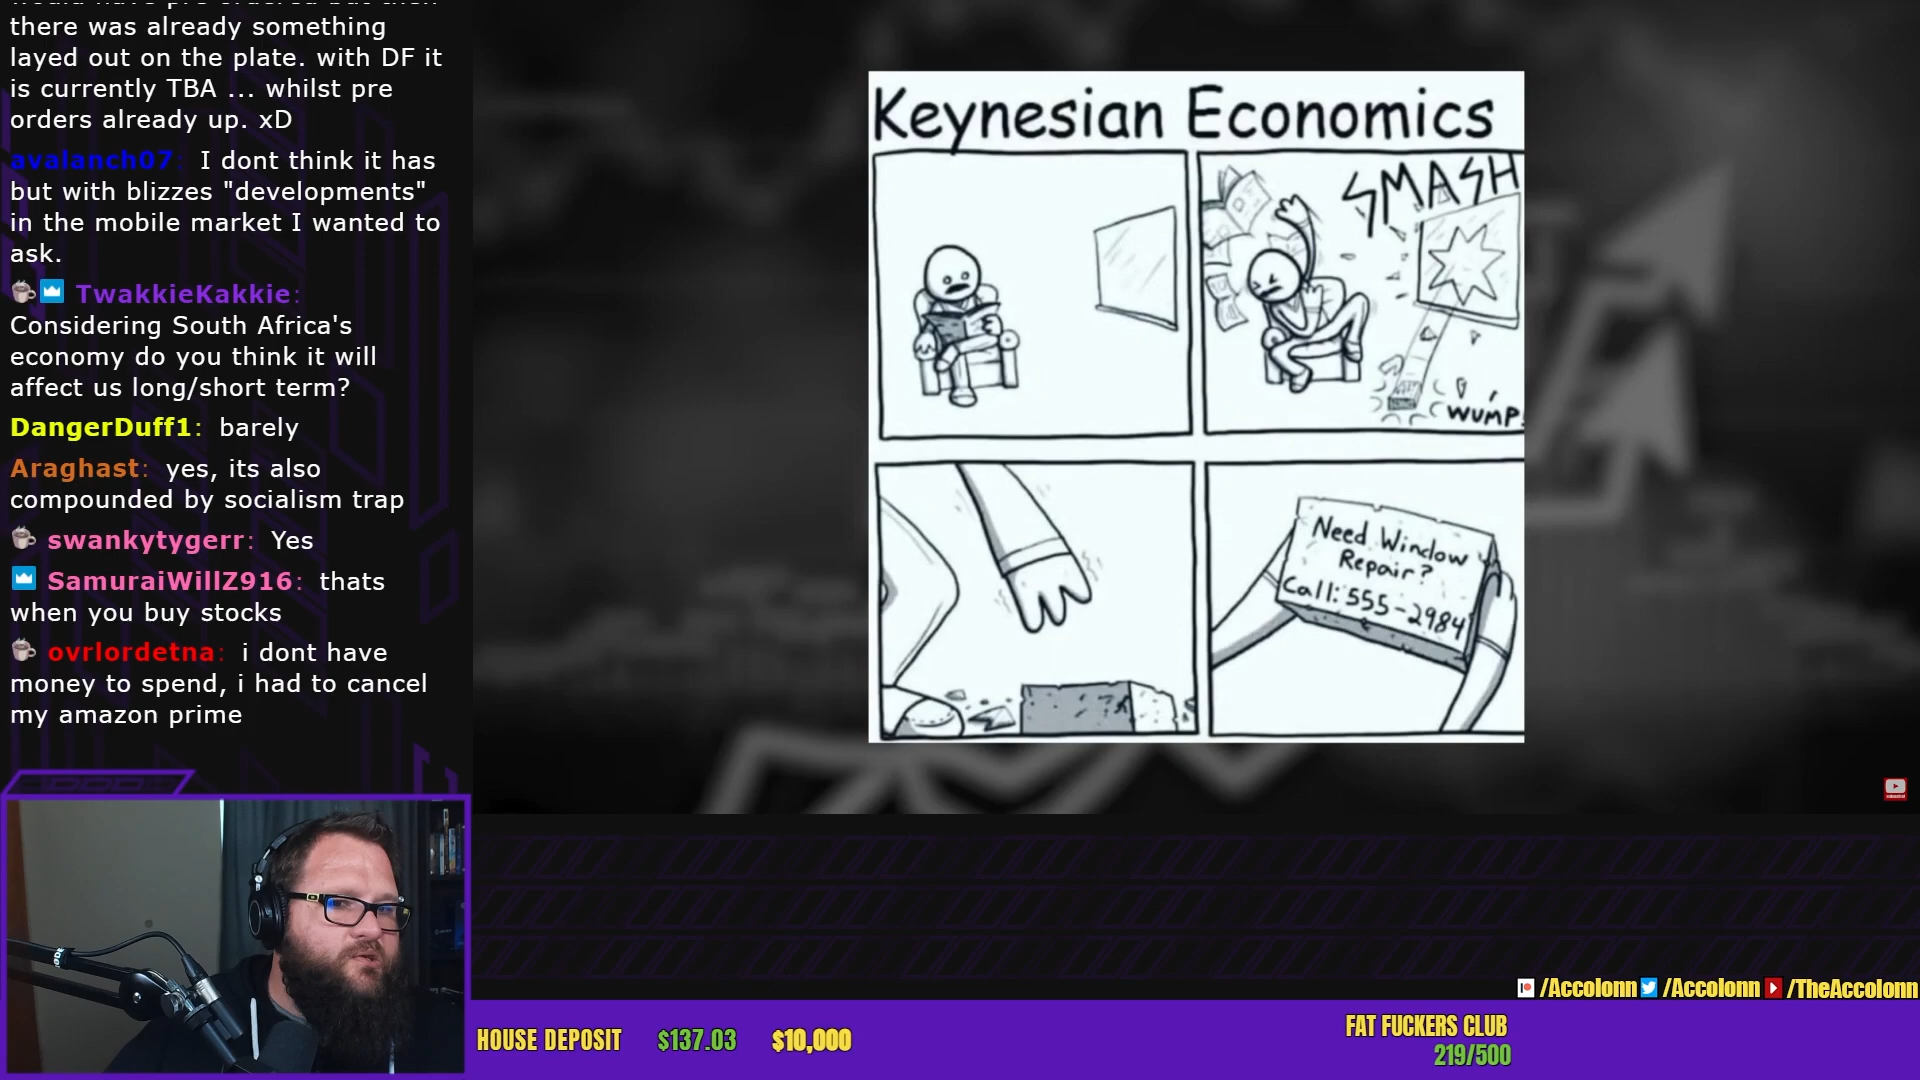 there was already something
layed out on the plate. with DF it
is currently TBA ... whilst pre
orders already up. xD
avalanch07: I dont think it has
but with blizzes "developments"
in the mobile market I wanted to
ask.
TwakkieKakkie:
Considering South Africa's
economy do you think it will
affect us long/short term?
DangerDuff1: barely
Araghast: yes, its also
compounded by socialism trap
swankytygerr: Yes
SamuraiWillZ916: thats
when you buy stocks
ovrlordetna: i dont have
money to spend, i had to cancel
my amazon prime
Keynesian Economics
SMASH
WUMP!
Need Window
Repair?
Call: 555-2984
/Accolonn /Accolonn /TheAccolonn
HOUSE DEPOSIT $137.03 $10,000
FAT FUCKERS CLUB
219/500